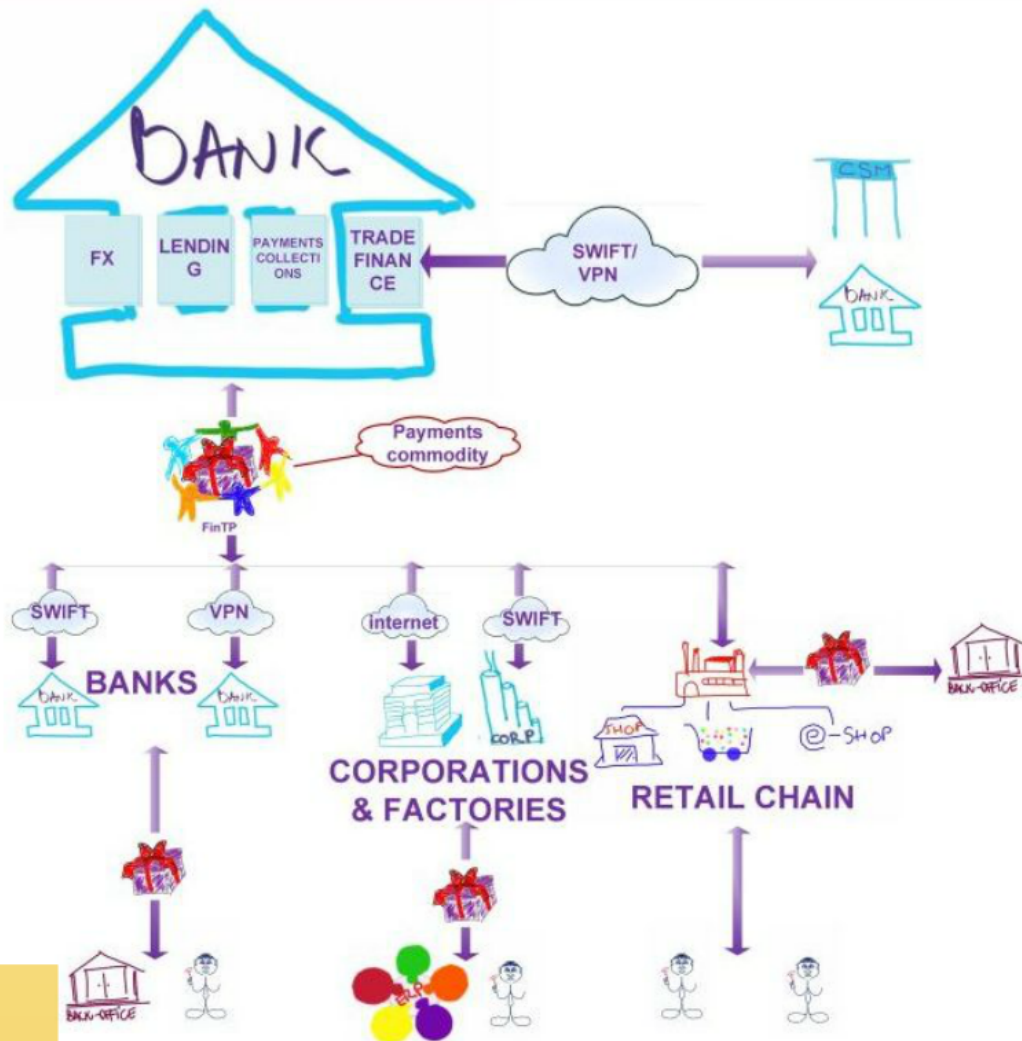 BANK
FX
LENDIN
G
PAYMENTS
COLLECTI
ONS
TRADE
FINAN
CE
SWIFT/
VPN
CSM
BANK
Payments
commodity
FinTP
SWIFT
VPN
internet
SWIFT
BANK
BANKS
BANK
CORP
SHOP
@-SHOP
BACK-OFFICE
CORPORATIONS
& FACTORIES
RETAIL CHAIN
BACK-OFFICE
ERP